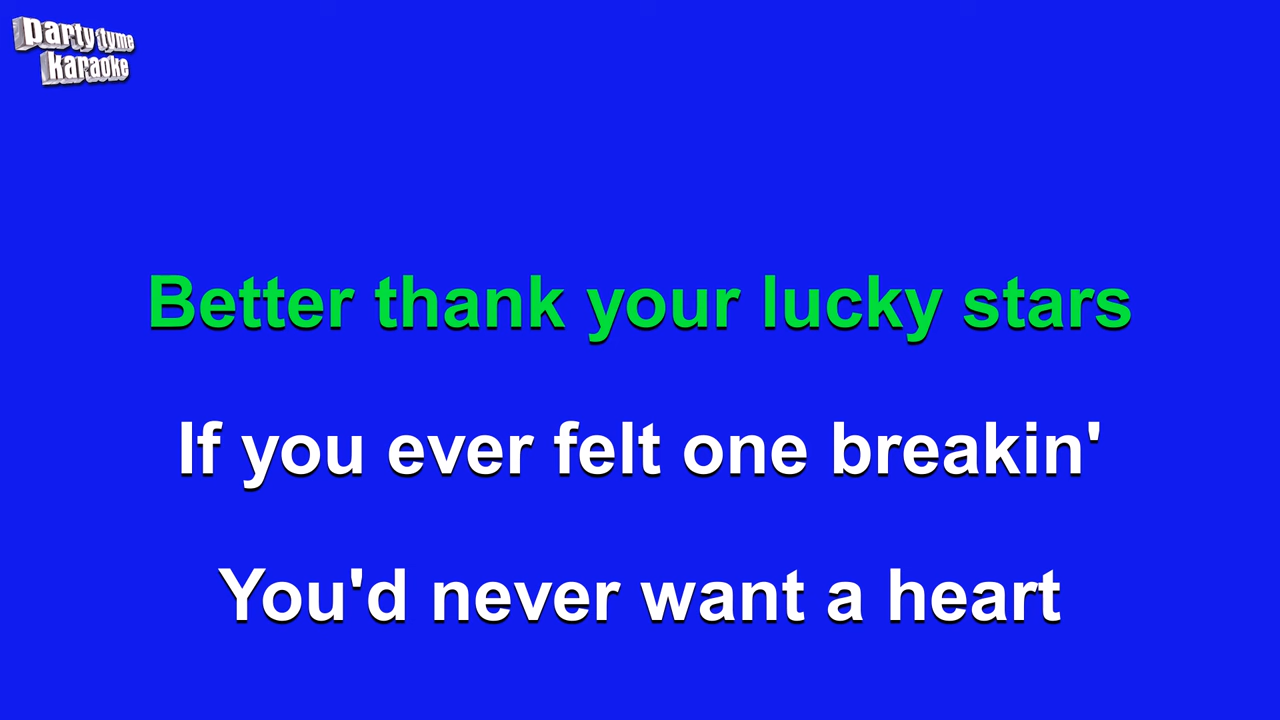 party tyme
karaoke
Better thank your lucky stars
If you ever felt one breakin'
You'd never want a heart